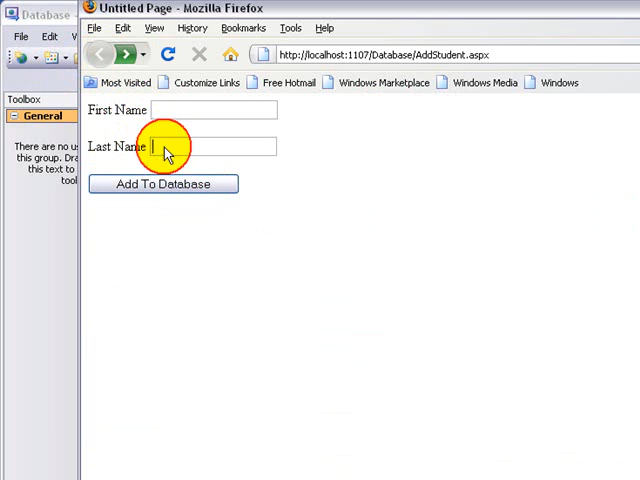 Database -
Untitled Page - Mozilla Firefox
File Edit V
File Edit View History Bookmarks Tools Help
http://localhost:1107/Database/AddStudent.aspx
Most Visited Customize Links Free Hotmail Windows Marketplace Windows Media Windows
Toolbox
General
There are no us
this group. Dra
this text to
tool
First Name
Last Name
Add To Database